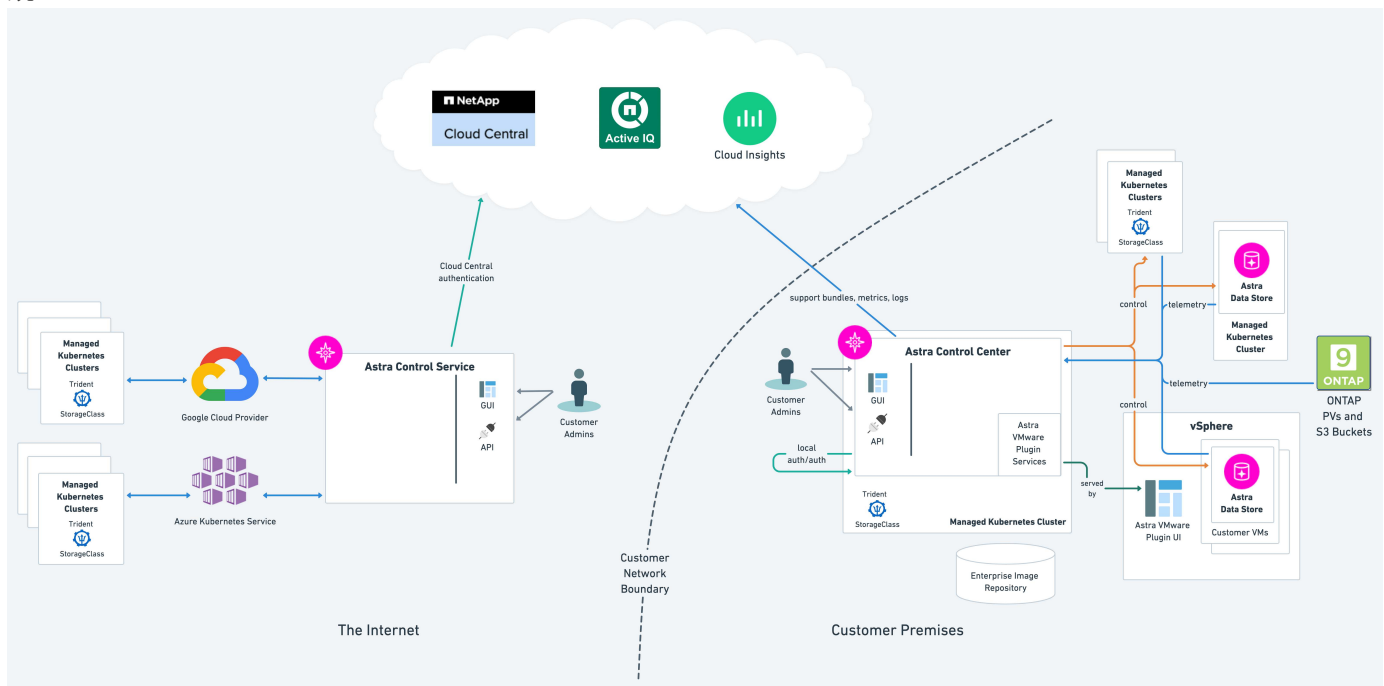 NetApp
Cloud Central
Active IQ
Cloud Insights
Cloud Central
authentication
support bundles, metrics, logs
Managed
Kubernetes
Clusters
Trident
StorageClass
Google Cloud Provider
Managed
Kubernetes
Clusters
Trident
StorageClass
Azure Kubernetes Service
Astra Control Service
GUI
API
Customer
Admins
The Internet
Customer
Network
Boundary
Customer
Admins
Astra Control Center
GUI
API
Astra
VMware
Plugin
Services
local
auth/auth
Trident
StorageClass
Managed Kubernetes Cluster
Enterprise Image
Repository
Customer Premises
served
by
Managed
Kubernetes
Clusters
Trident
StorageClass
control
telemetry
Astra
Data Store
Managed
Kubernetes
Cluster
telemetry
control
9
ONTAP
ONTAP
PVs and
S3 Buckets
vSphere
Astra VMware
Plugin UI
Astra
Data Store
Customer VMs